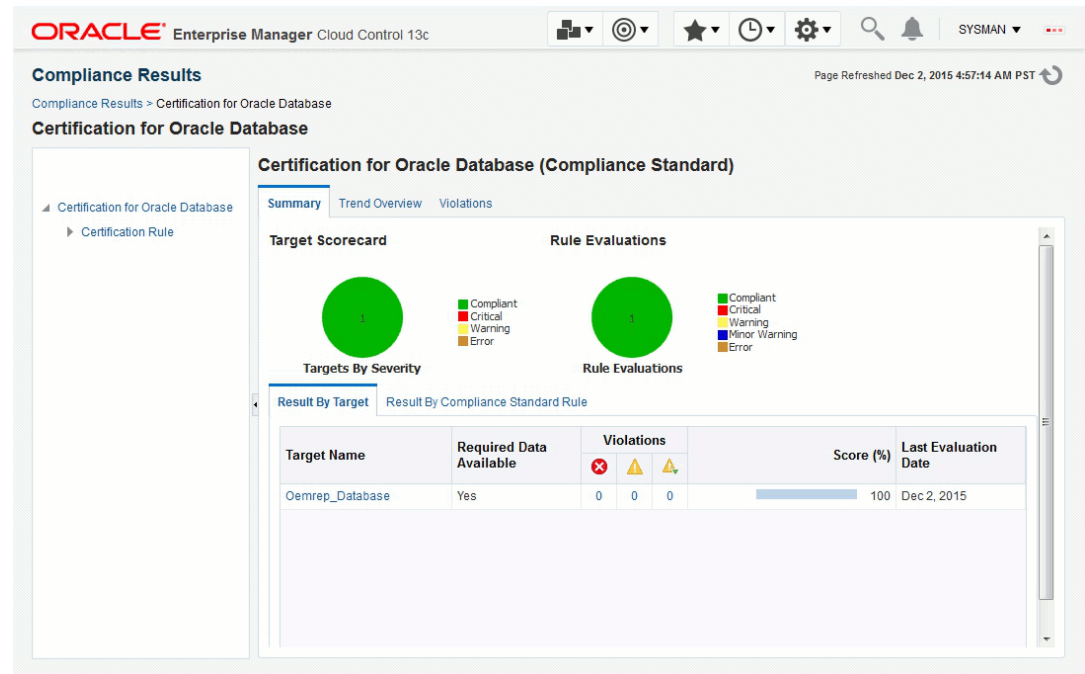 ORACLE Enterprise Manager Cloud Control 13c
SYSMAN
Compliance Results
Page Refreshed Dec 2, 2015 4:57:14 AM PST
Compliance Results > Certification for Oracle Database
Certification for Oracle Database
Certification for Oracle Database
Certification Rule
Certification for Oracle Database (Compliance Standard)
Summary Trend Overview Violations
Target Scorecard
1
Compliant
Critical
Warning
Error
Targets By Severity
Rule Evaluations
1
Compliant
Critical
Warning
Minor Warning
Error
Rule Evaluations
Result By Target Result By Compliance Standard Rule
Target Name Required Data Available Violations Score (%) Last Evaluation Date
Oemrep_Database Yes 0 0 0 100 Dec 2, 2015